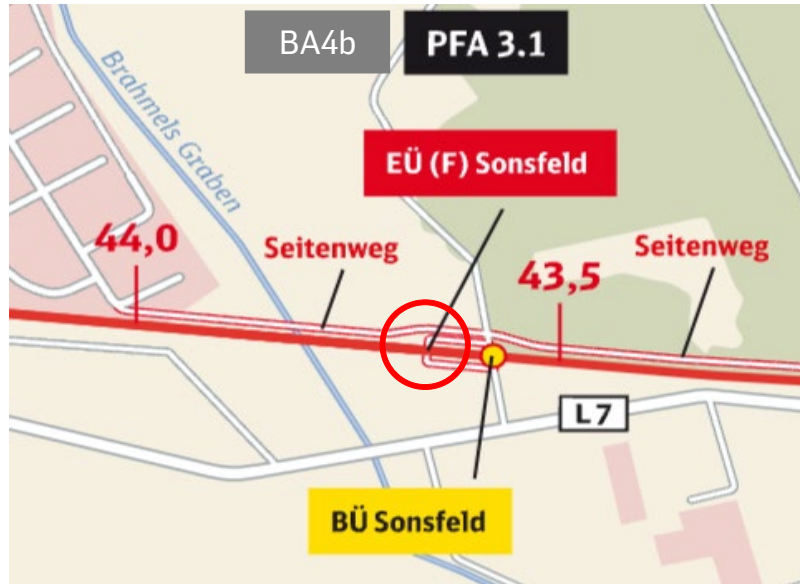 BA4b
PFA 3.1
Brahmels Graben
EÜ (F) Sonsfeld
44,0
Seitenweg
43,5
Seitenweg
L7
BÜ Sonsfeld